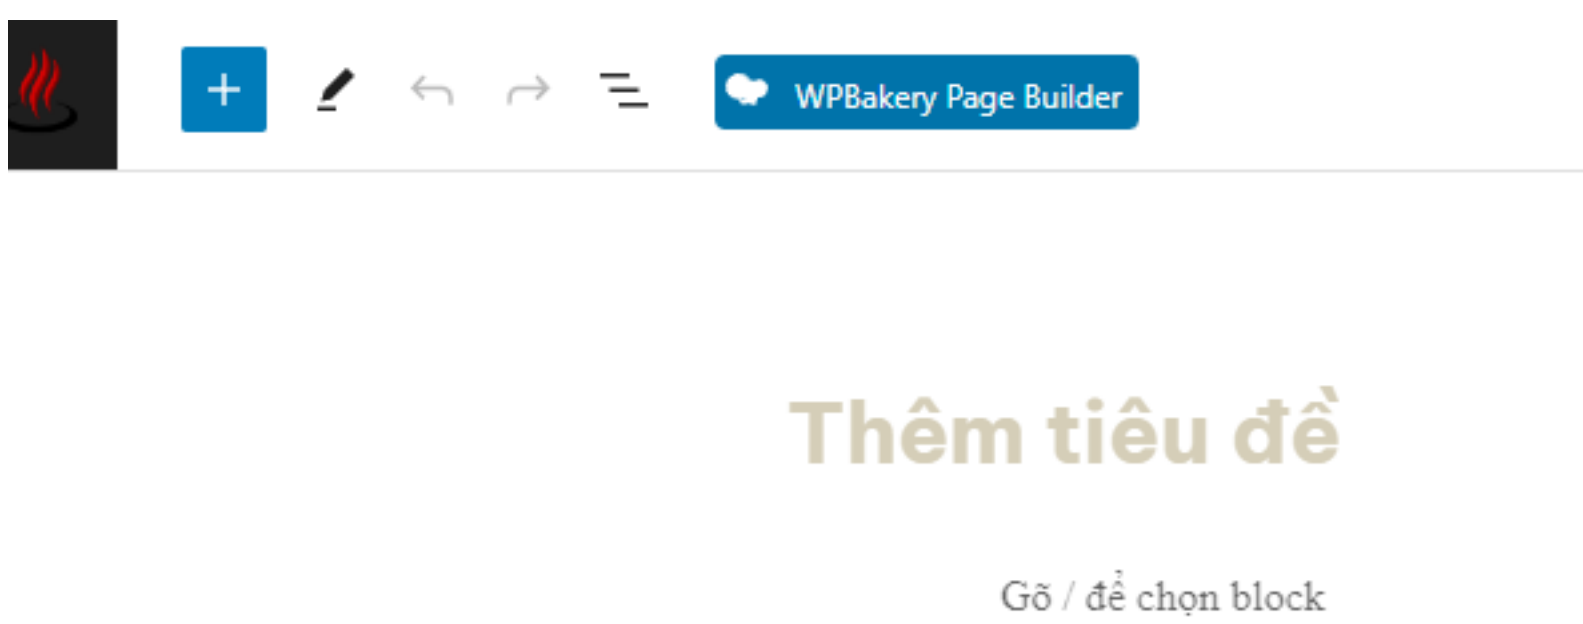 WPBakery Page Builder
Thêm tiêu đề
Gõ / để chọn block